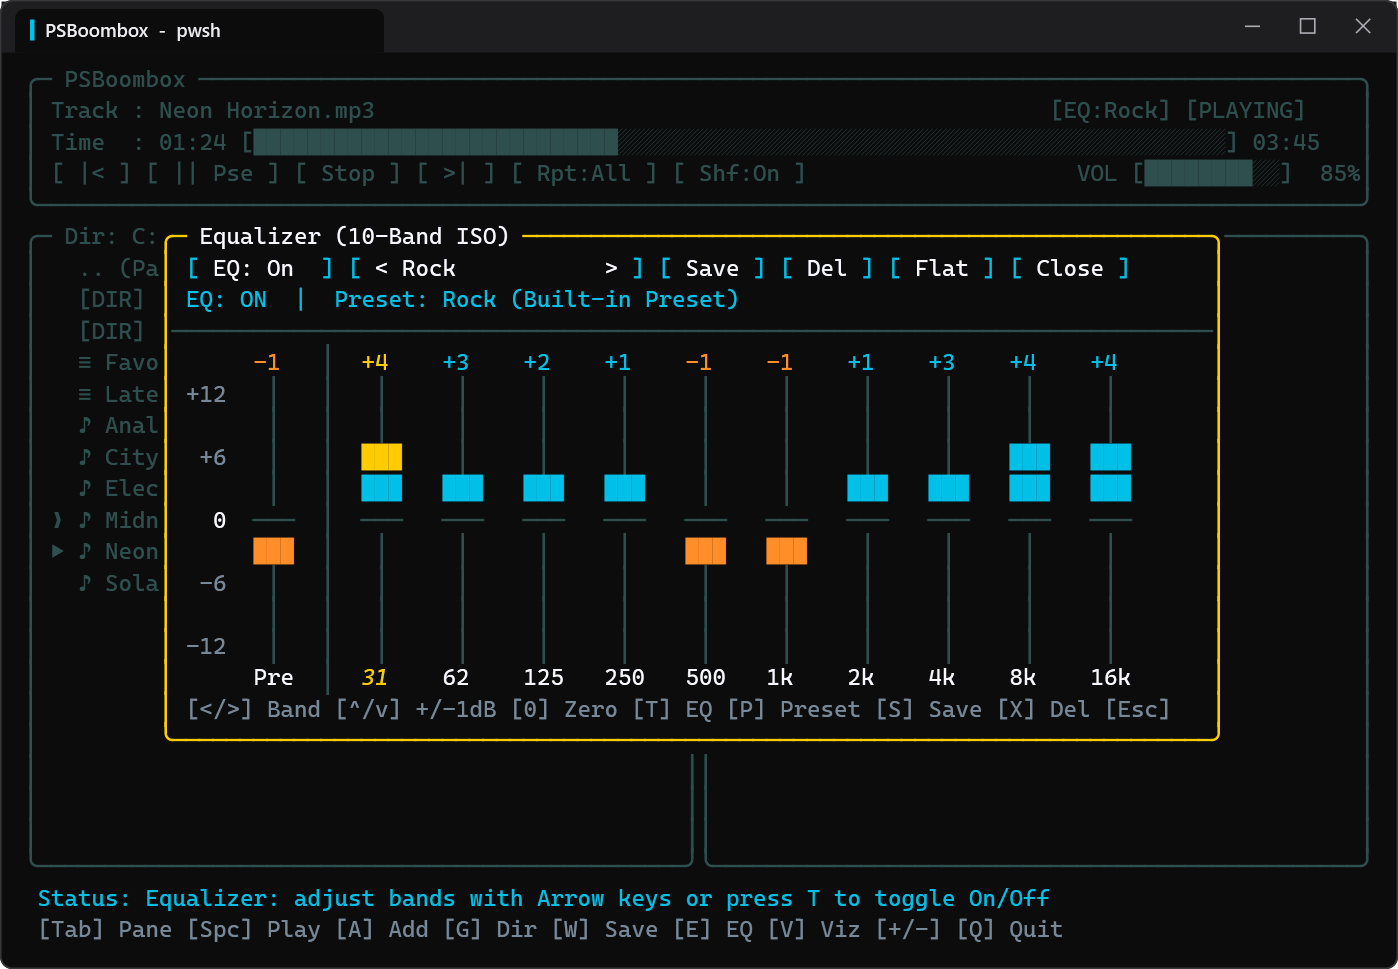 PSBoombox - pwsh
PSBoombox
Track : Neon Horizon.mp3 [EQ:Rock] [PLAYING]
Time : 01:24 [ ] 03:45
[ |< ] [ || Pse ] [ Stop ] [ >| ] [ Rpt:All ] [ Shf:On ] VOL [ ] 85%
Dir: C:
Equalizer (10-Band ISO)
.. (Pa
[ EQ: On ] [ < Rock > ] [ Save ] [ Del ] [ Flat ] [ Close ]
[DIR]
EQ: ON | Preset: Rock (Built-in Preset)
[DIR]
≡ Favo
-1 +4 +3 +2 +1 -1 -1 +1 +3 +4 +4
≡ Late
+12
♪ Anal
♪ City
+6
♪ Elec
⟩ ♪ Midn
0
► ♪ Neon
♪ Sola
-6
-12
Pre 31 62 125 250 500 1k 2k 4k 8k 16k
[</>] Band [^/v] +/-1dB [0] Zero [T] EQ [P] Preset [S] Save [X] Del [Esc]
Status: Equalizer: adjust bands with Arrow keys or press T to toggle On/Off
[Tab] Pane [Spc] Play [A] Add [G] Dir [W] Save [E] EQ [V] Viz [+/-] [Q] Quit